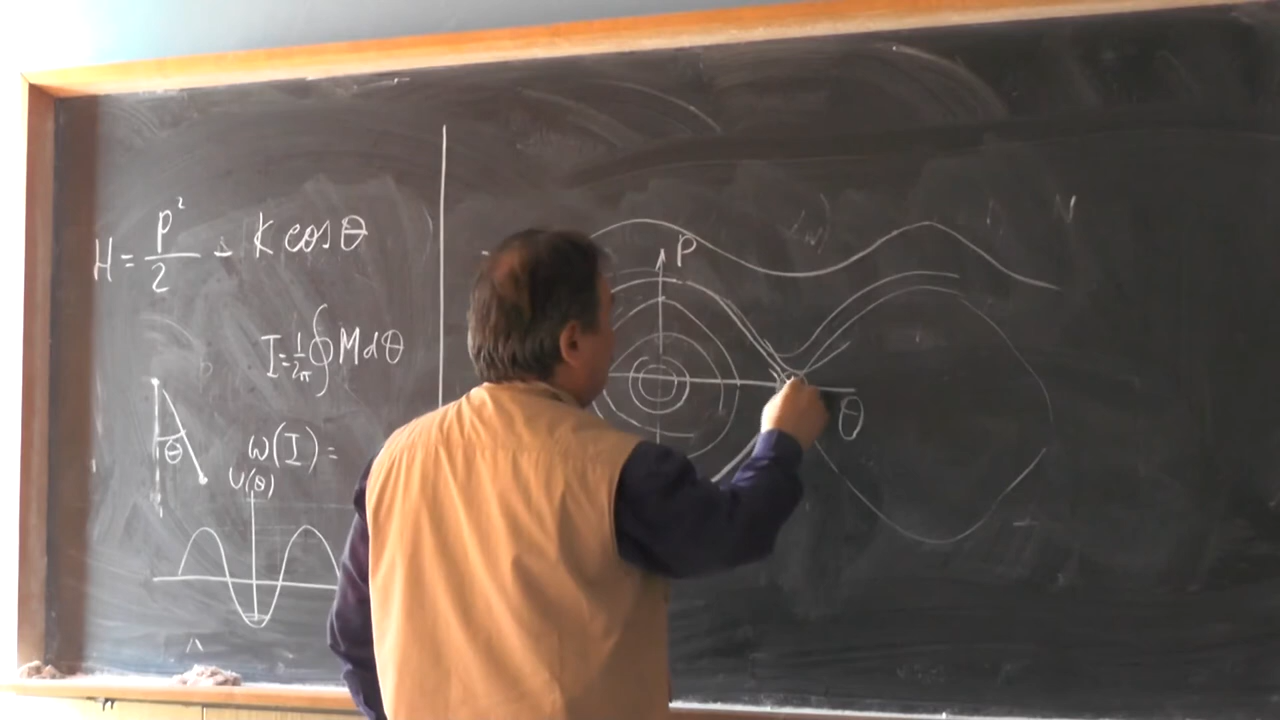 H = p²/2 - K cos θ
I = 1/2π ∮ M dθ
θ
ω(I) =
U(θ)
P
θ